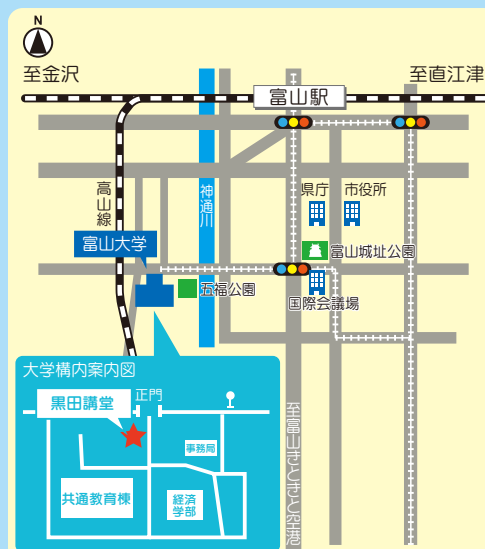 N
至金沢
至直江津
富山駅
高山線
神通川
県庁
市役所
富山大学
富山城址公園
五福公園
国際会議場
大学構内案内図
黒田講堂
正門
事務局
共通教育棟
経済
学部
至富山きときと空港